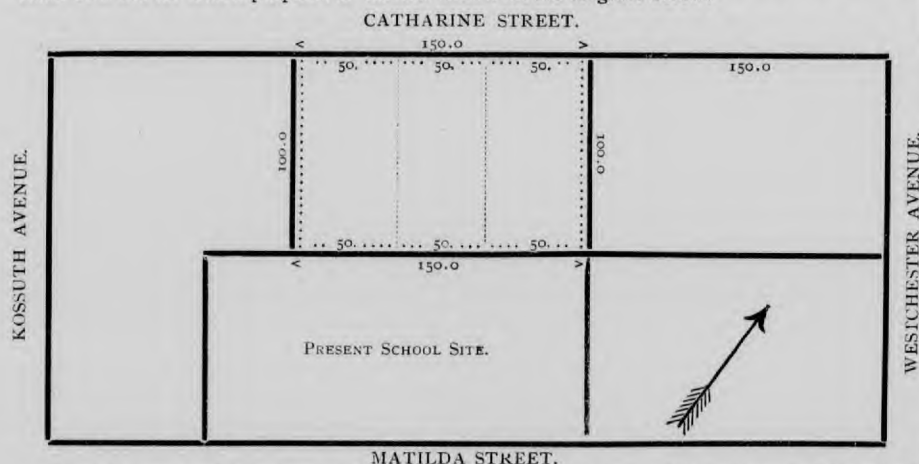 CATHARINE STREET.
150.0
50. 50. 50.
150.0
100.0
100.0
KOSSUTH AVENUE.
WESTCHESTER AVENUE.
50. 50. 50.
150.0
PRESENT SCHOOL SITE.
MATILDA STREET.